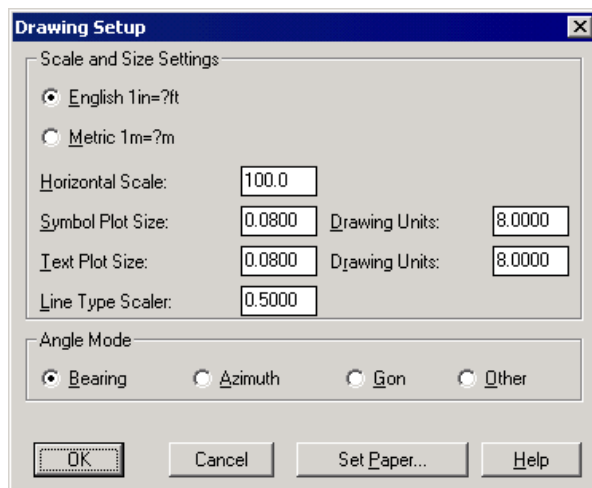 Drawing Setup
Scale and Size Settings
English 1in=?ft
Metric 1m=?m
Horizontal Scale: 100.0
Symbol Plot Size: 0.0800 Drawing Units: 8.0000
Text Plot Size: 0.0800 Drawing Units: 8.0000
Line Type Scaler: 0.5000
Angle Mode
Bearing Azimuth Gon Other
OK Cancel Set Paper... Help